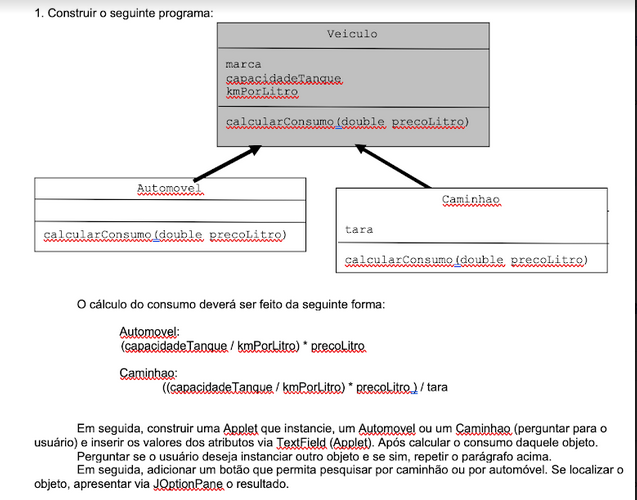 1. Construir o seguinte programa:
Veiculo
marca
capacidadeTanque
kmPorLitro
calcularConsumo(double precoLitro)
Automovel
calcularConsumo(double precoLitro)
Caminhao
tara
calcularConsumo(double precoLitro)
O cálculo do consumo deverá ser feito da seguinte forma:
Automovel:
(capacidadeTanque / kmPorLitro) * precoLitro
Caminhao:
((capacidadeTanque / kmPorLitro) * precoLitro ) / tara
Em seguida, construir uma Applet que instancie, um Automovel ou um Caminhao (perguntar para o
usuário) e inserir os valores dos atributos via TextField (Applet). Após calcular o consumo daquele objeto.
Perguntar se o usuário deseja instanciar outro objeto e se sim, repetir o parágrafo acima.
Em seguida, adicionar um botão que permita pesquisar por caminhão ou por automóvel. Se localizar o
objeto, apresentar via JOptionPane o resultado.